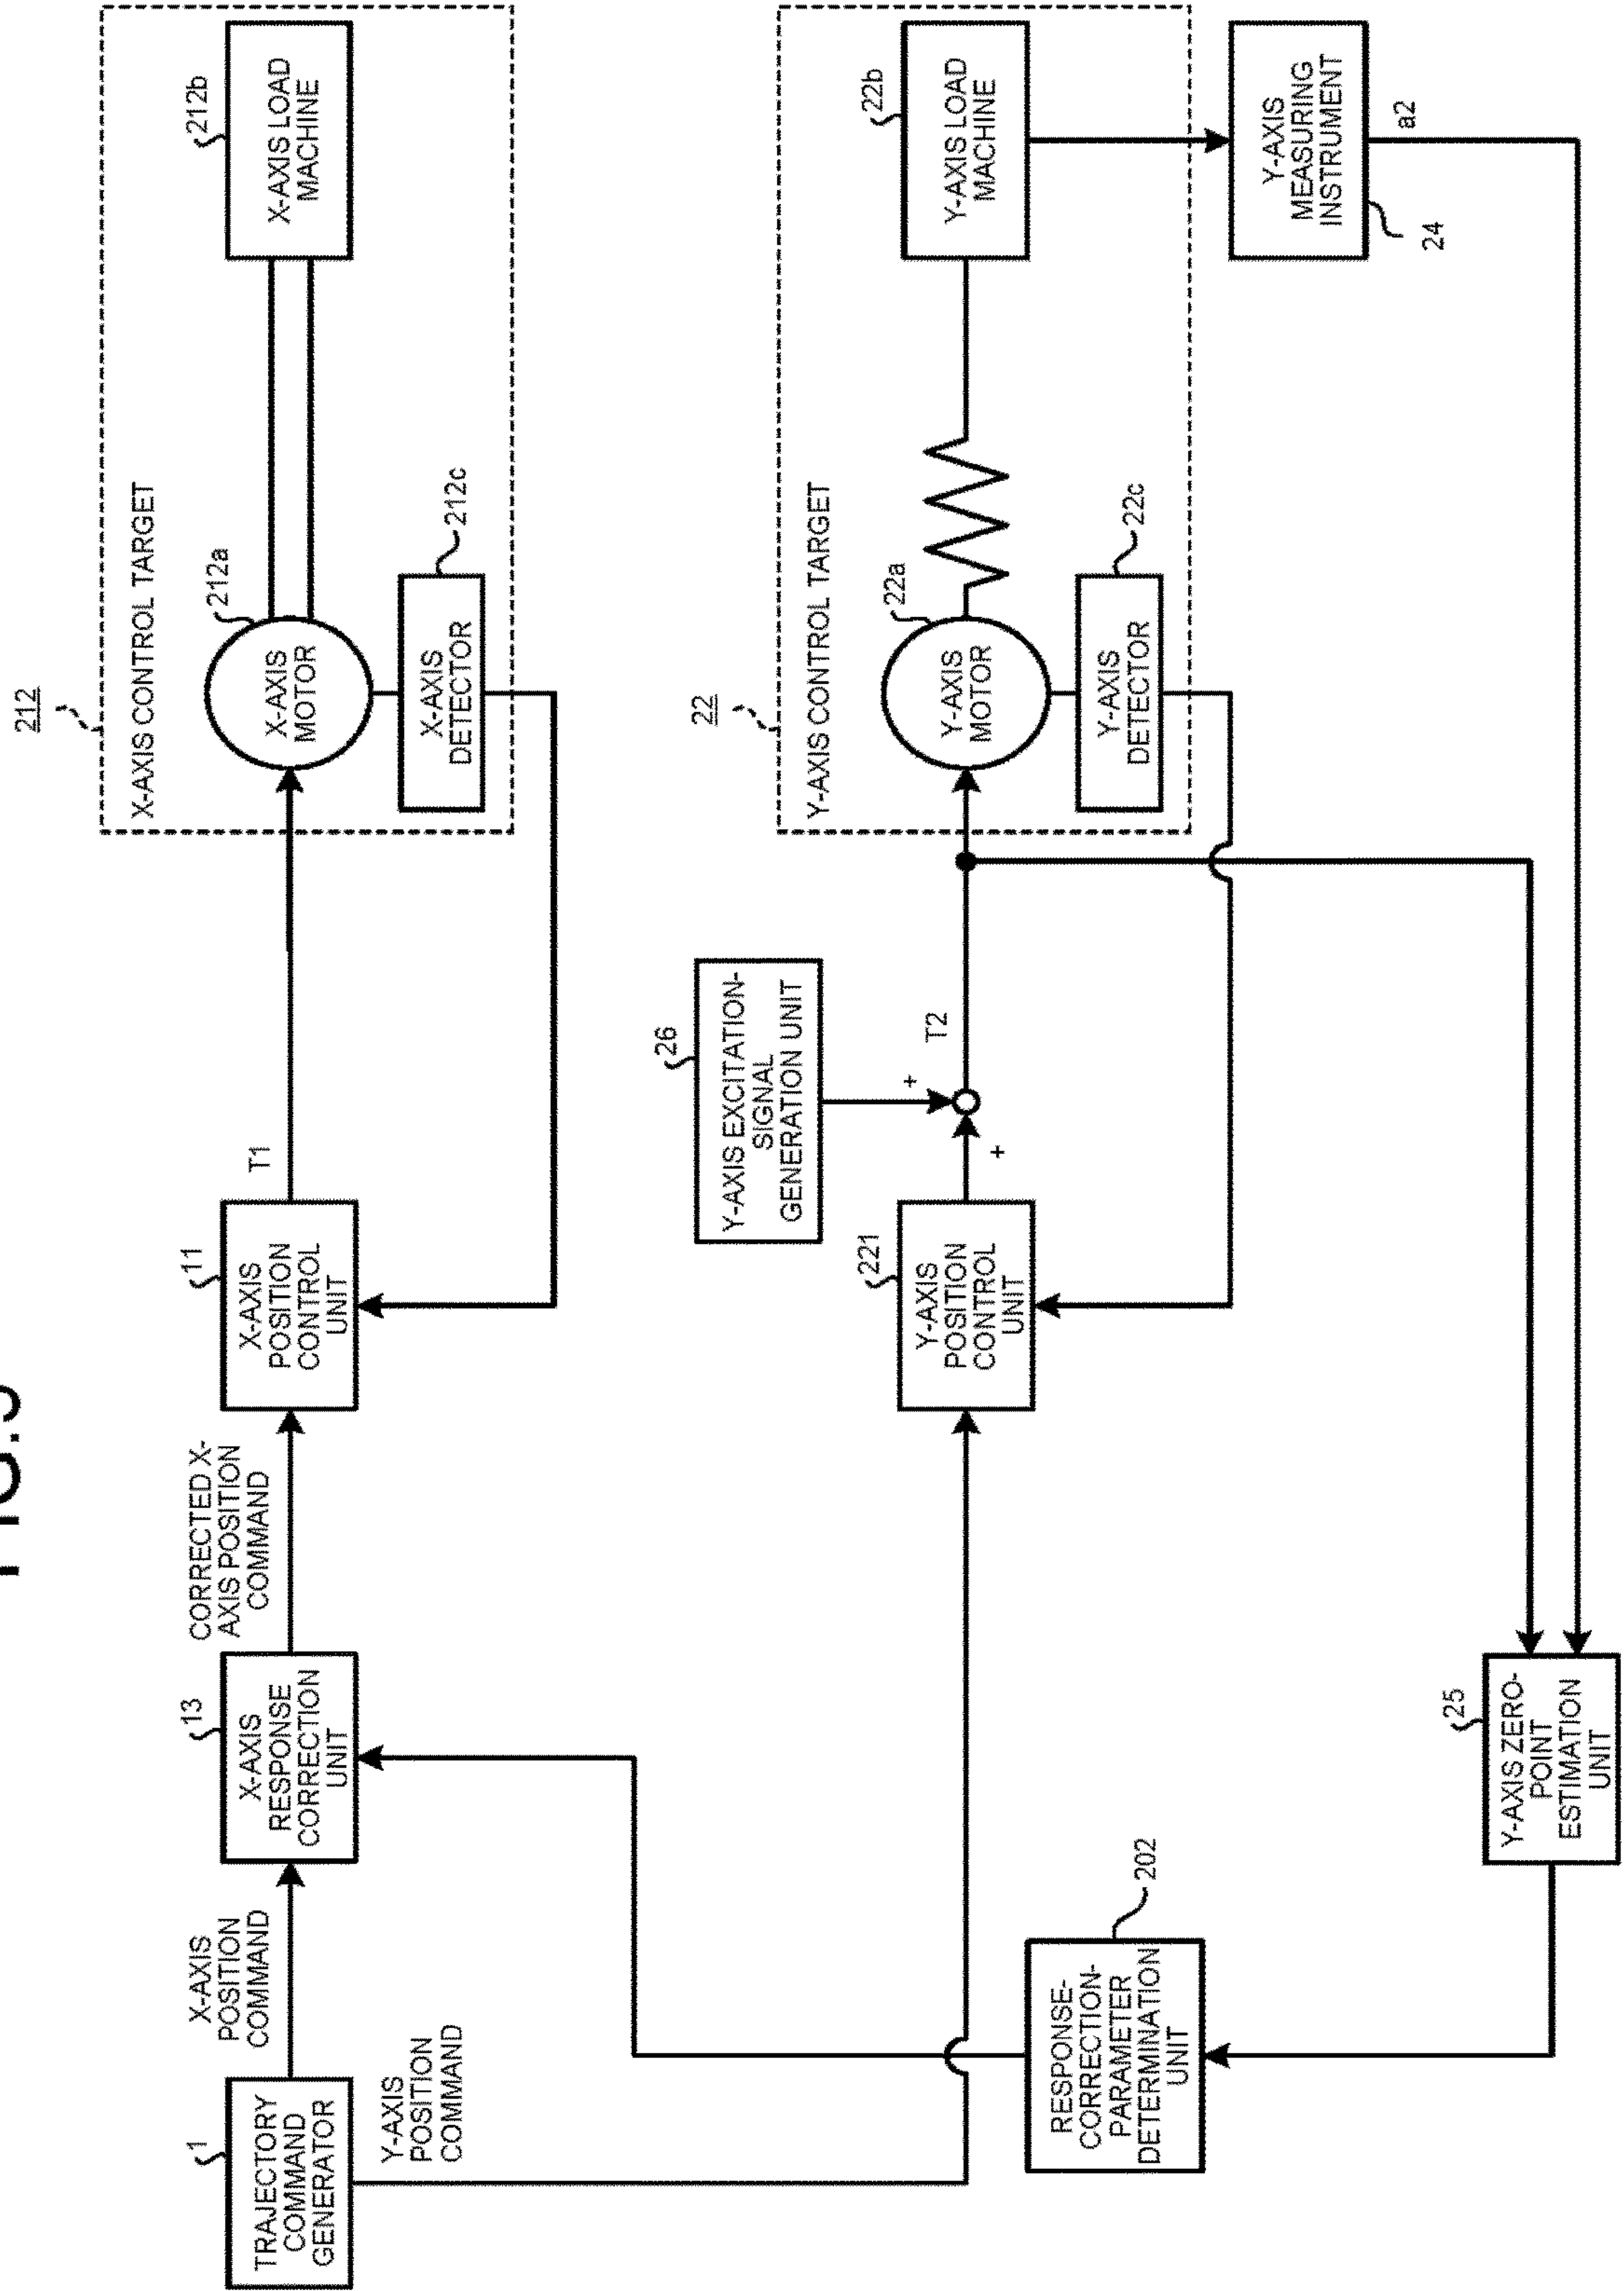 FIG.9
212
X-AXIS CONTROL TARGET
212b
X-AXIS LOAD
MACHINE
212a
X-AXIS
MOTOR
212c
X-AXIS
DETECTOR
T1
11
X-AXIS
POSITION
CONTROL
UNIT
CORRECTED X-
AXIS POSITION
COMMAND
13
X-AXIS
RESPONSE
CORRECTION
UNIT
X-AXIS
POSITION
COMMAND
1
TRAJECTORY
COMMAND
GENERATOR
Y-AXIS
POSITION
COMMAND
22
Y-AXIS CONTROL TARGET
22b
Y-AXIS LOAD
MACHINE
22a
Y-AXIS
MOTOR
22c
Y-AXIS
DETECTOR
26
Y-AXIS EXCITATION-
SIGNAL
GENERATION UNIT
+
+
T2
221
Y-AXIS
POSITION
CONTROL
UNIT
Y-AXIS
MEASURING
INSTRUMENT
24
a2
202
RESPONSE-
CORRECTION-
PARAMETER
DETERMINATION
UNIT
25
Y-AXIS ZERO-
POINT
ESTIMATION
UNIT